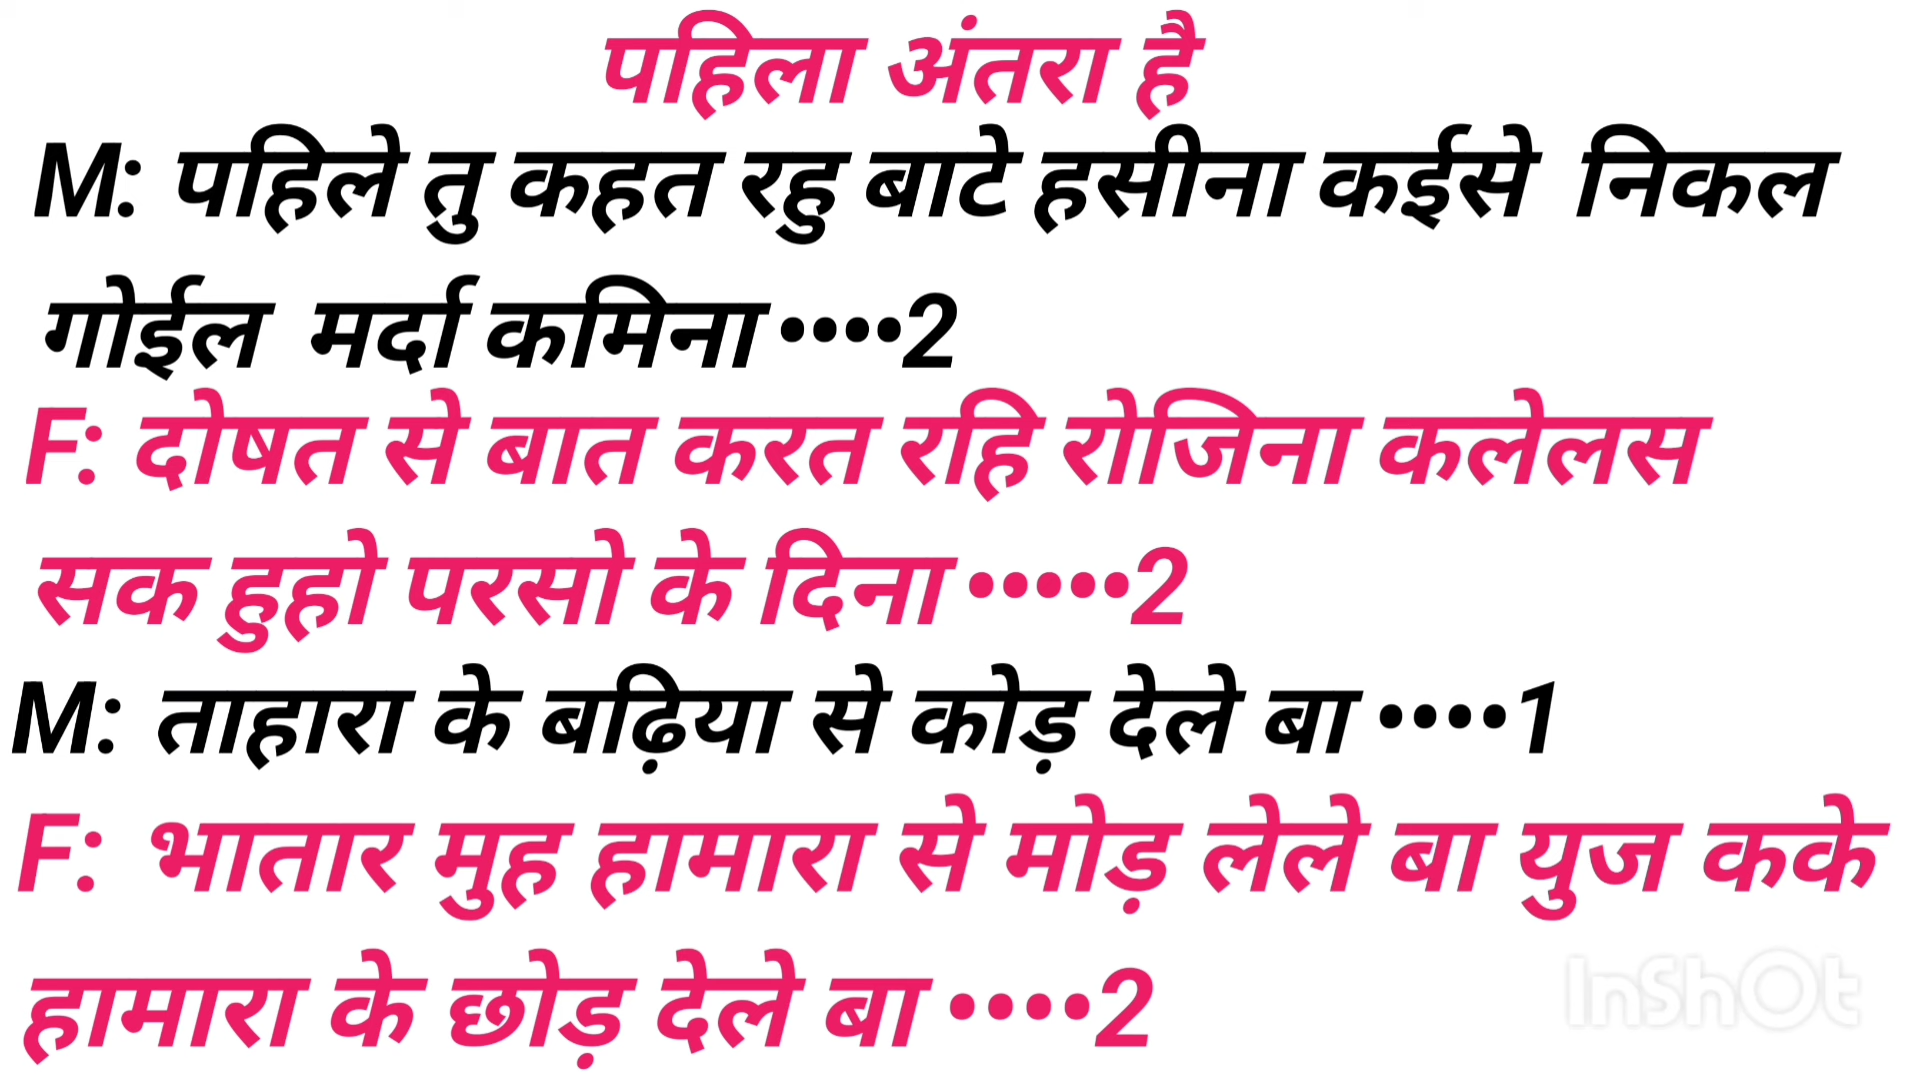 पहिला अंतरा है
M: पहिले तु कहत रहु बाटे हसीना कईसे निकल
गोईल मर्दा कमिना ••••2
F: दोषत से बात करत रहि रोजिना कलेलस
सक हुहो परसो के दिना •••••2
M: ताहारा के बढ़िया से कोड़ देले बा ••••1
F: भातार मुह हामारा से मोड़ लेले बा युज कके
हामारा के छोड़ देले बा ••••2
InShOt